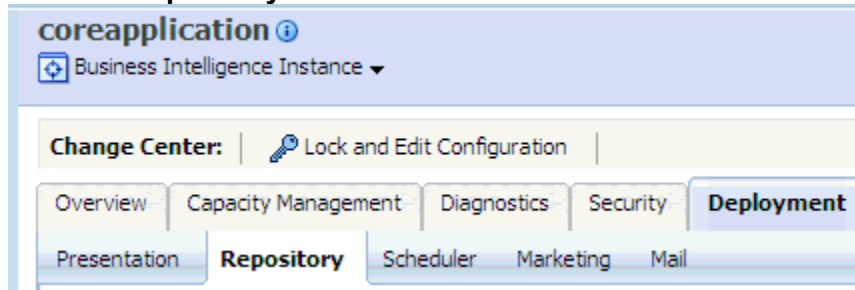 coreapplication
Business Intelligence Instance
Change Center: Lock and Edit Configuration
Overview Capacity Management Diagnostics Security Deployment
Presentation Repository Scheduler Marketing Mail